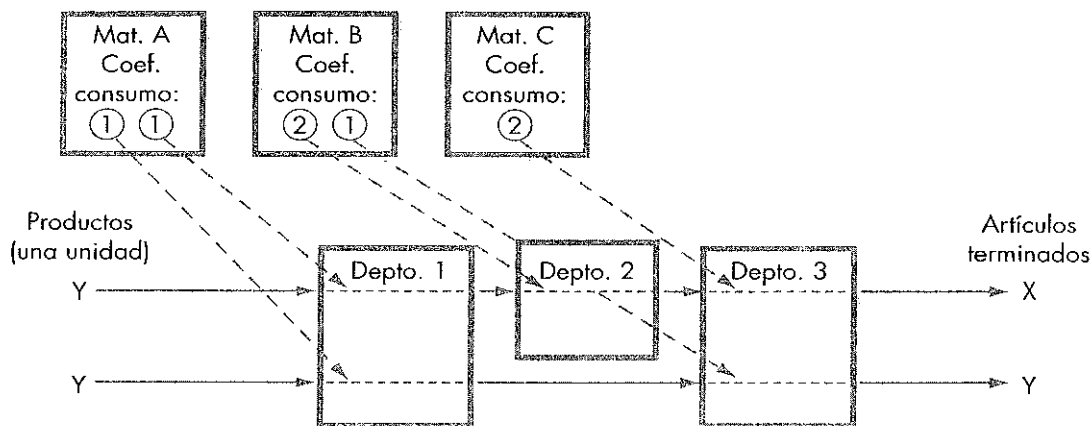 Mat. A
Coef.
consumo:
1 1
Mat. B
Coef.
consumo:
2 1
Mat. C
Coef.
consumo:
2
Productos
(una unidad)
Artículos
terminados
Depto. 1
Depto. 2
Depto. 3
Y
X
Y
Y